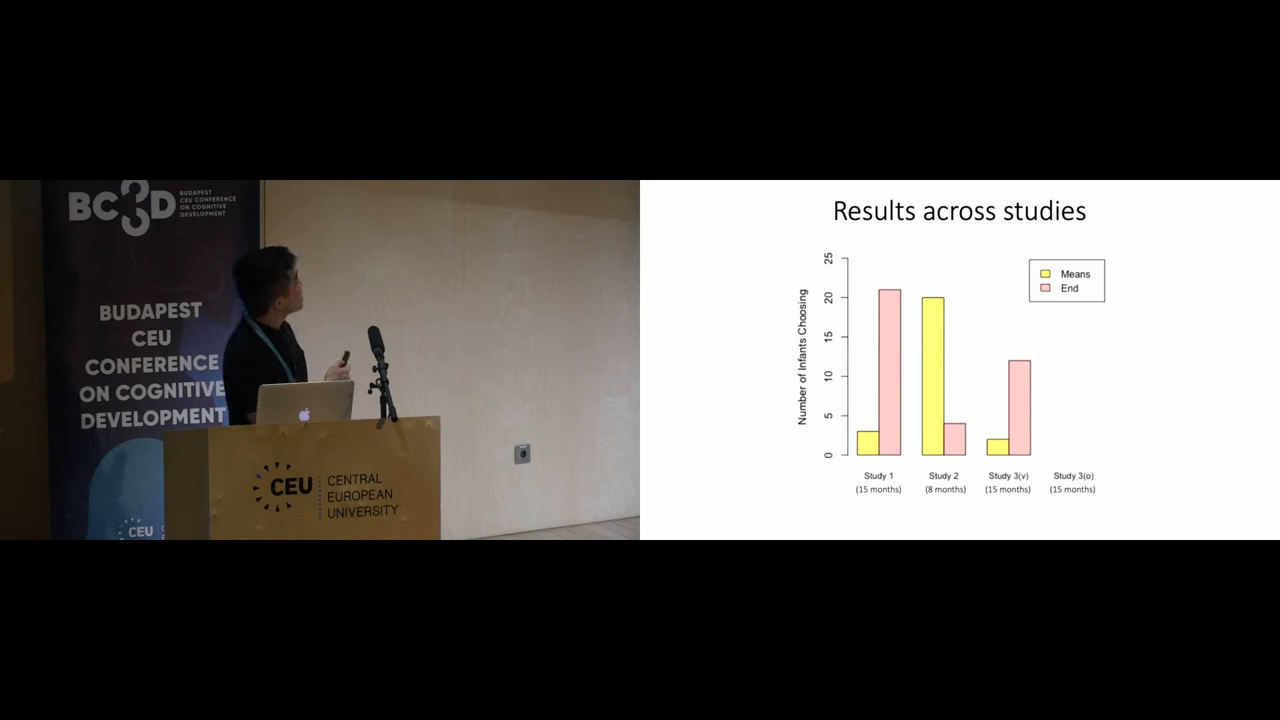 BC3D
BUDAPEST
CEU CONFERENCE
ON COGNITIVE
DEVELOPMENT
BUDAPEST
CEU
CONFERENCE
ON COGNITIVE
DEVELOPMENT
CEU
CEU
CENTRAL
EUROPEAN
UNIVERSITY
Results across studies
Number of Infants Choosing
25
20
15
10
5
0
Means
End
Study 1
(15 months)
Study 2
(8 months)
Study 3(v)
(15 months)
Study 3(o)
(15 months)